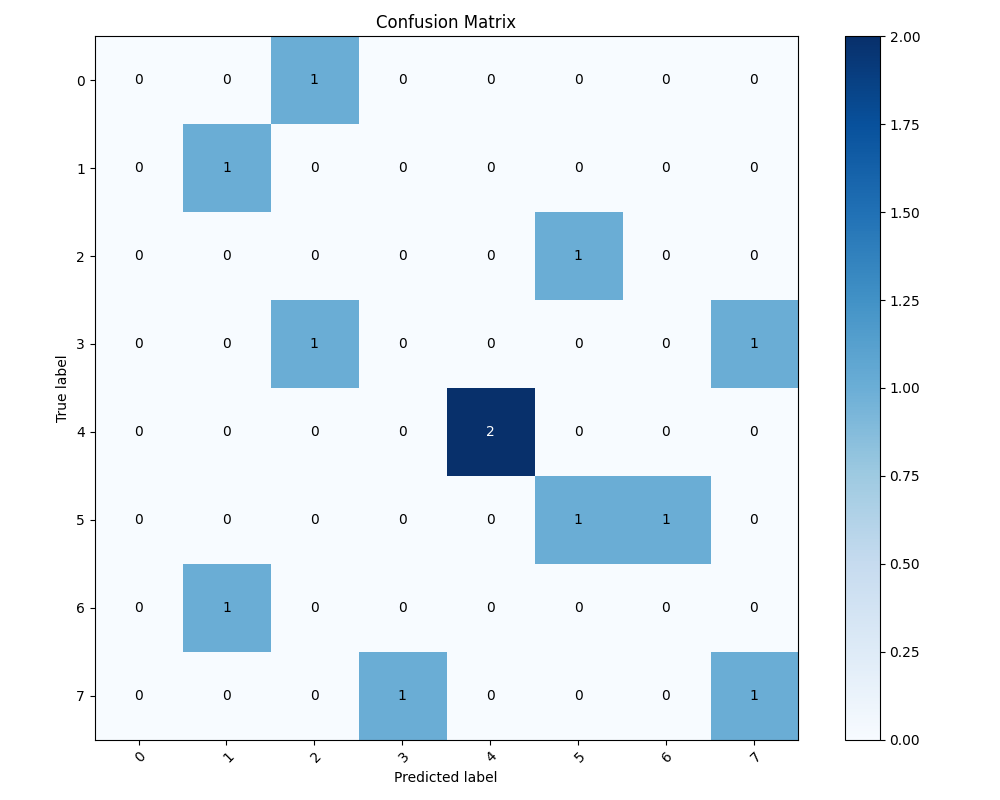 Confusion Matrix
0 0 0 1 0 0 0 0 0
1 0 1 0 0 0 0 0 0
2 0 0 0 0 0 1 0 0
3 0 0 1 0 0 0 0 1
4 0 0 0 0 2 0 0 0
5 0 0 0 0 0 1 1 0
6 0 1 0 0 0 0 0 0
7 0 0 0 1 0 0 0 1
0 1 2 3 4 5 6 7
True label
Predicted label
2.00
1.75
1.50
1.25
1.00
0.75
0.50
0.25
0.00